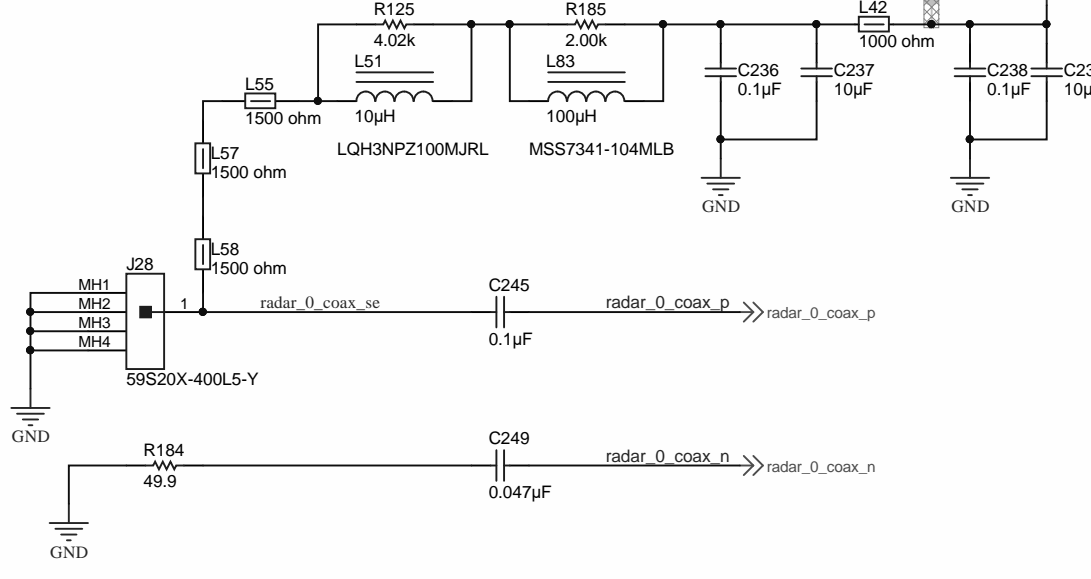 R125
4.02k
R185
2.00k
L42
1000 ohm
L51
10µH
L83
100µH
C236
0.1µF
C237
10µF
C238
0.1µF
L55
1500 ohm
LQH3NPZ100MJRL
MSS7341-104MLB
L57
1500 ohm
GND
GND
L58
1500 ohm
J28
MH1
MH2
MH3
MH4
1
radar_0_coax_se
C245
0.1µF
radar_0_coax_p
radar_0_coax_p
59S20X-400L5-Y
GND
R184
49.9
C249
0.047µF
radar_0_coax_n
radar_0_coax_n
GND